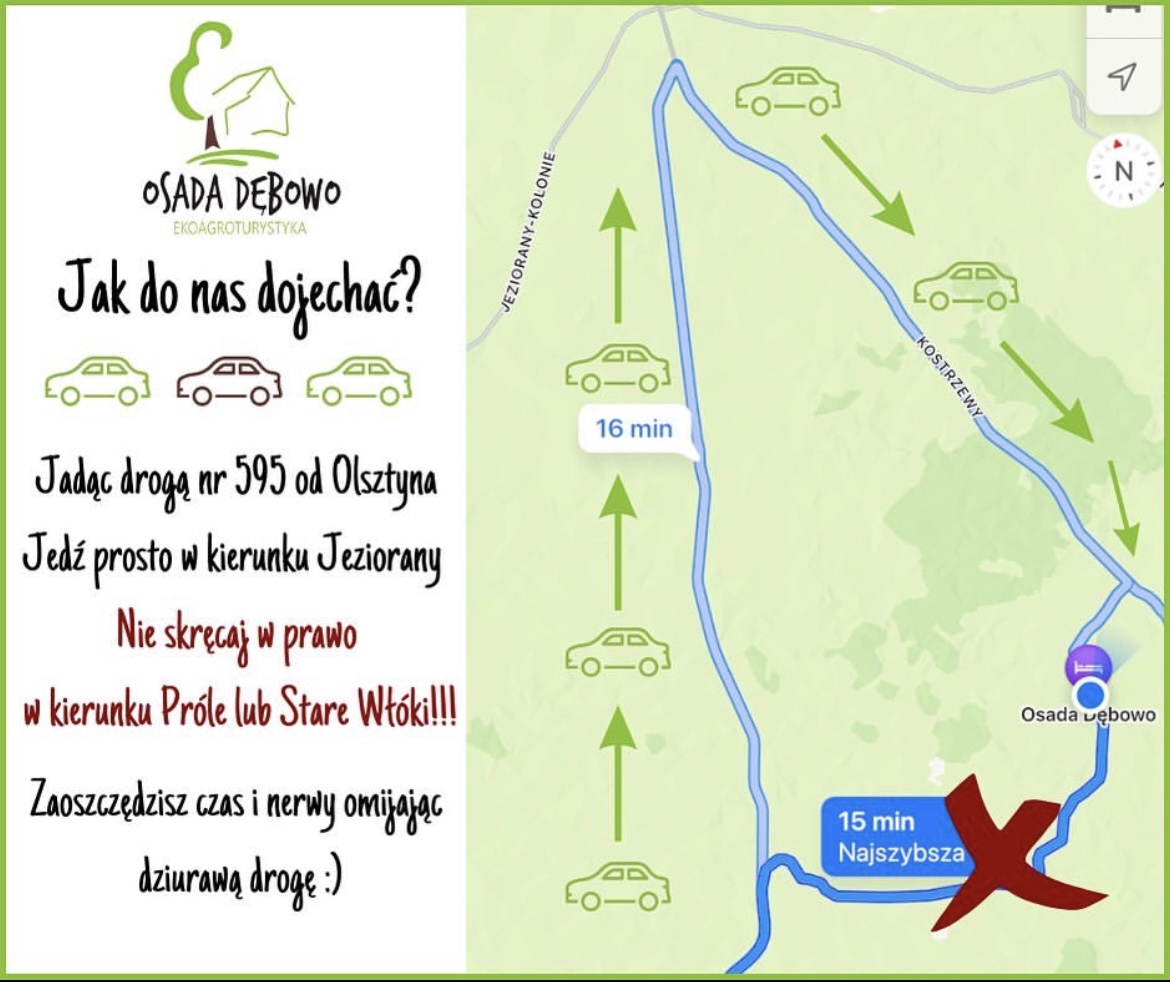 OSADA DĘBOWO
EKOAGROTURYSTYKA
Jak do nas dojechać?
Jadąc drogą nr 595 od Olsztyna
Jedź prosto w kierunku Jeziorany
Nie skręcaj w prawo
w kierunku Próle lub Stare Włóki!!!
Zaoszczędzisz czas i nerwy omijając
dziurawą drogę :)
N
JEZIORANY-KOLONIE
KOSTRZEWY
16 min
Osada Dębowo
15 min
Najszybsza